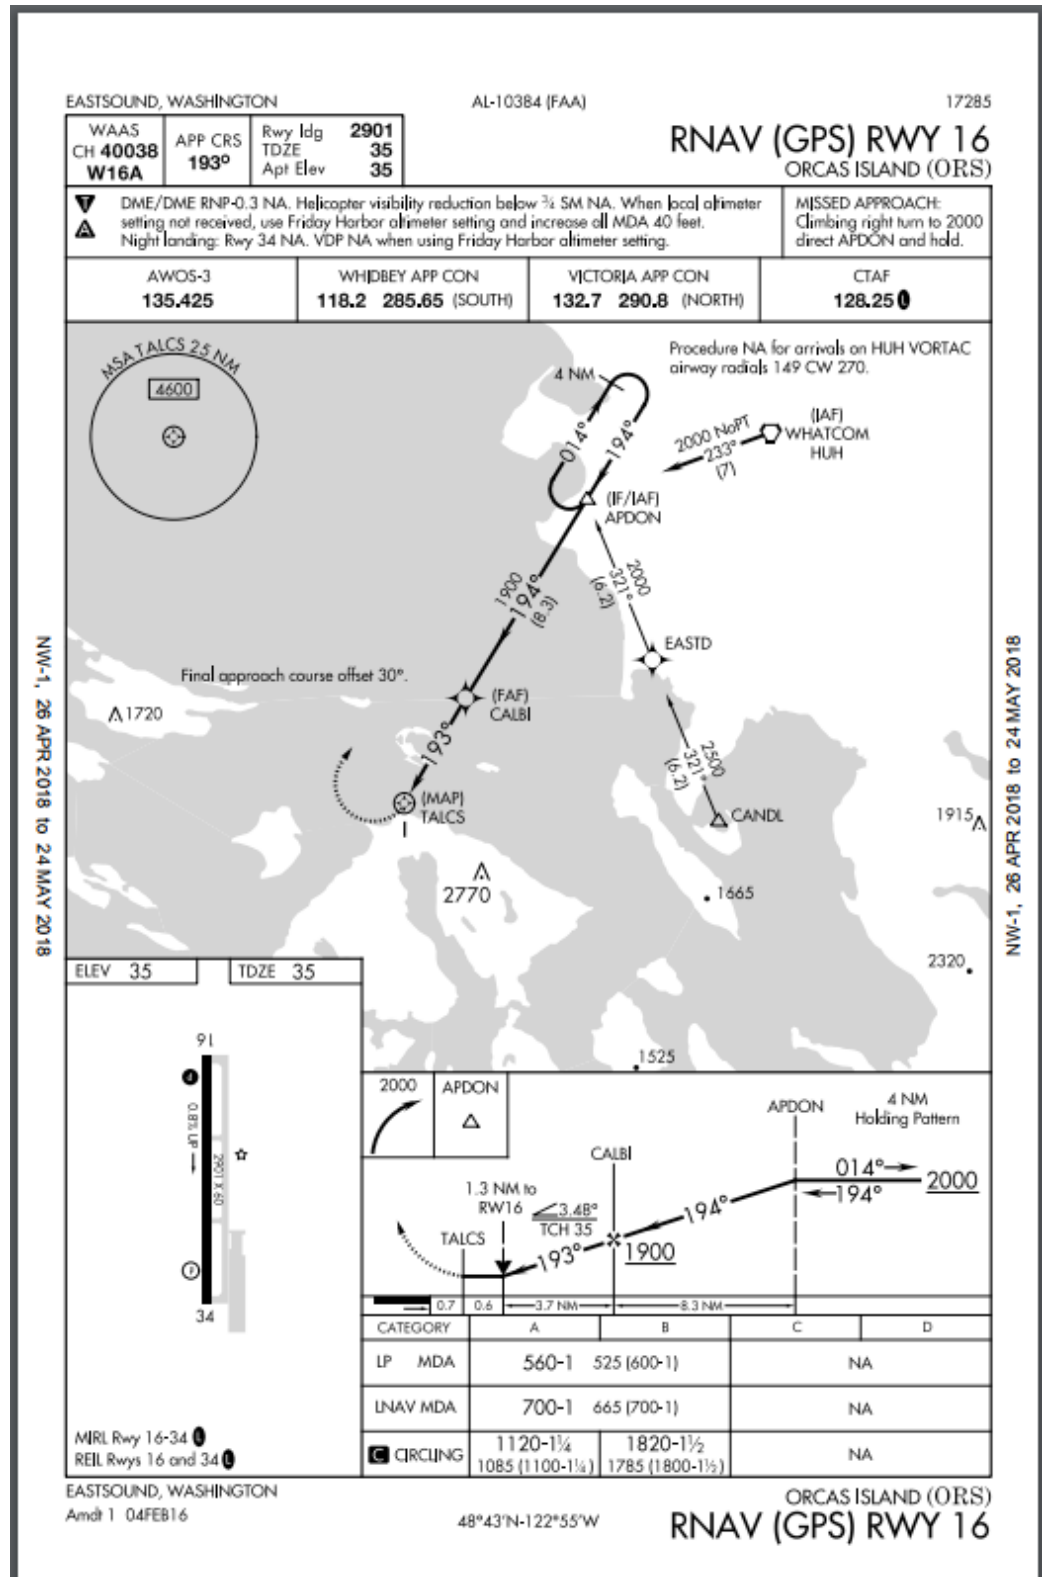 EASTSOUND, WASHINGTON
AL-10384 (FAA)
17285
WAAS
CH 40038
W16A
APP CRS
193°
Rwy ldg 2901
TDZE 35
Apt Elev 35
RNAV (GPS) RWY 16
ORCAS ISLAND (ORS)
T
A
DME/DME RNP-0.3 NA. Helicopter visibility reduction below ¾ SM NA. When local altimeter
setting not received, use Friday Harbor altimeter setting and increase all MDA 40 feet.
Night landing: Rwy 34 NA. VDP NA when using Friday Harbor altimeter setting.
MISSED APPROACH:
Climbing right turn to 2000
direct APDON and hold.
AWOS-3
135.425
WHIDBEY APP CON
118.2 285.65 (SOUTH)
VICTORIA APP CON
132.7 290.8 (NORTH)
CTAF
128.25 L
MSA TALCS 25 NM
4600
Procedure NA for arrivals on HUH VORTAC
airway radials 149 CW 270.
4 NM
014°
194°
2000 NoPT
233°
(7)
(IAF)
WHATCOM
HUH
(IF/IAF)
APDON
1900
194°
(8.3)
2000
321°
(6.2)
EASTD
Final approach course offset 30°.
(FAF)
CALBI
1720
193°
2500
321°
(6.2)
(MAP)
TALCS
CANDL
1915
2770
1665
2320
1525
NW-1, 26 APR 2018 to 24 MAY 2018
NW-1, 26 APR 2018 to 24 MAY 2018
ELEV 35
TDZE 35
16
0.8% UP
2901 X 60
P
34
MIRL Rwy 16-34 L
REIL Rwys 16 and 34 L
2000
APDON
4 NM
Holding Pattern
APDON
CALBI
014°
194°
2000
1.3 NM to
RW16
3.48°
TCH 35
194°
TALCS
193°
1900
0.7
0.6
3.7 NM
8.3 NM
CATEGORY A B C D
LP MDA 560-1 525 (600-1) NA
LNAV MDA 700-1 665 (700-1) NA
C CIRCLING 1120-1¼ 1820-1½ NA
1085 (1100-1¼) 1785 (1800-1½)
EASTSOUND, WASHINGTON
Amdt 1 04FEB16
48°43'N-122°55'W
ORCAS ISLAND (ORS)
RNAV (GPS) RWY 16